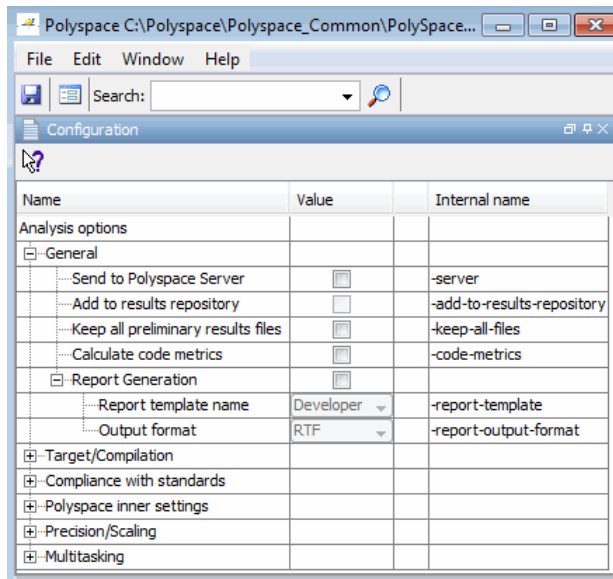 Polyspace C:\Polyspace\Polyspace_Common\PolySpace...
File Edit Window Help
Search:
Configuration
Name Value Internal name
Analysis options
General
Send to Polyspace Server -server
Add to results repository -add-to-results-repository
Keep all preliminary results files -keep-all-files
Calculate code metrics -code-metrics
Report Generation
Report template name Developer -report-template
Output format RTF -report-output-format
Target/Compilation
Compliance with standards
Polyspace inner settings
Precision/Scaling
Multitasking